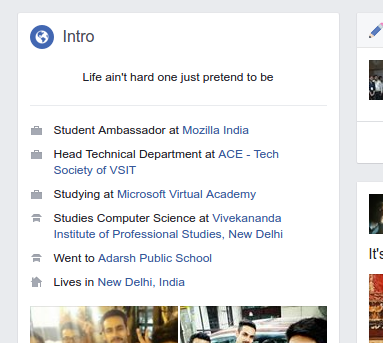 Intro
Life ain't hard one just pretend to be
Student Ambassador at Mozilla India
Head Technical Department at ACE - Tech
Society of VSIT
Studying at Microsoft Virtual Academy
Studies Computer Science at Vivekananda
Institute of Professional Studies, New Delhi
Went to Adarsh Public School
Lives in New Delhi, India
It's